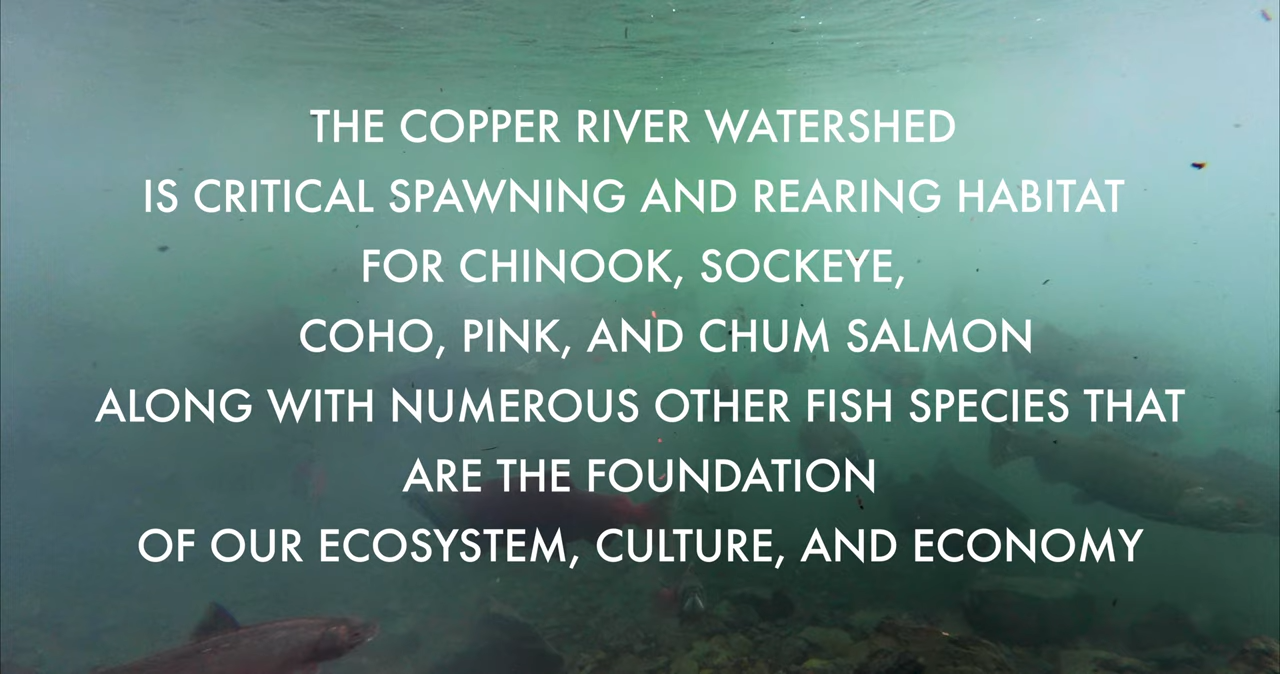 THE COPPER RIVER WATERSHED
IS CRITICAL SPAWNING AND REARING HABITAT
FOR CHINOOK, SOCKEYE,
COHO, PINK, AND CHUM SALMON
ALONG WITH NUMEROUS OTHER FISH SPECIES THAT
ARE THE FOUNDATION
OF OUR ECOSYSTEM, CULTURE, AND ECONOMY